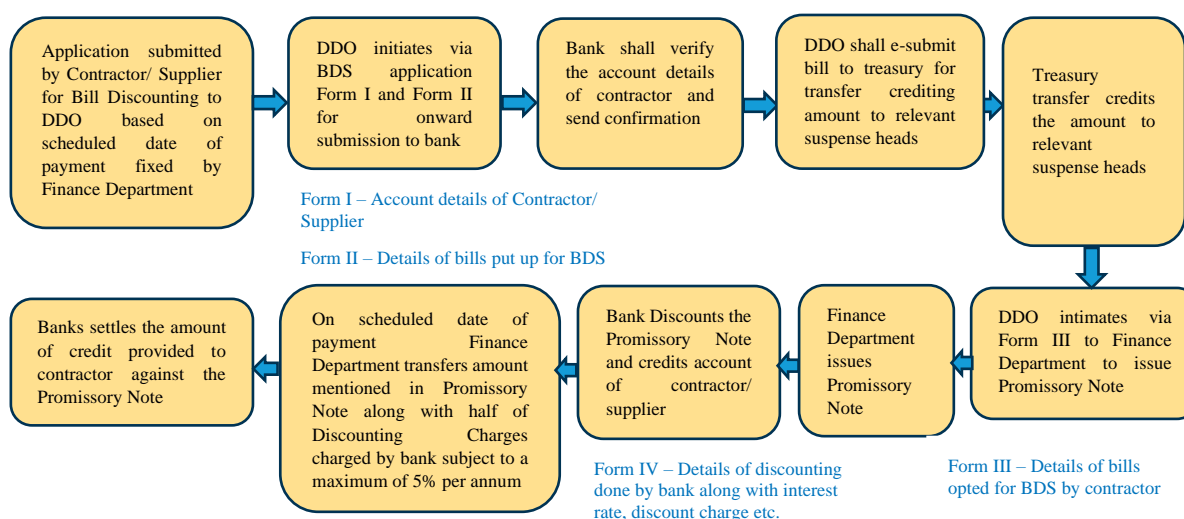 Application submitted
by Contractor/ Supplier
for Bill Discounting to
DDO based on
scheduled date of
payment fixed by
Finance Department
DDO initiates via
BDS application
Form I and Form II
for onward
submission to bank
Bank shall verify
the account details
of contractor and
send confirmation
DDO shall e-submit
bill to treasury for
transfer crediting
amount to relevant
suspense heads
Treasury
transfer credits
the amount to
relevant
suspense heads
Form I – Account details of Contractor/
Supplier
Form II – Details of bills put up for BDS
DDO intimates via
Form III to Finance
Department to issue
Promissory Note
Finance
Department
issues
Promissory
Note
Bank Discounts the
Promissory Note
and credits account
of contractor/
supplier
On scheduled date of
payment Finance
Department transfers amount
mentioned in Promissory
Note along with half of
Discounting Charges
charged by bank subject to a
maximum of 5% per annum
Banks settles the amount
of credit provided to
contractor against the
Promissory Note
Form III – Details of bills
opted for BDS by contractor
Form IV – Details of discounting
done by bank along with interest
rate, discount charge etc.